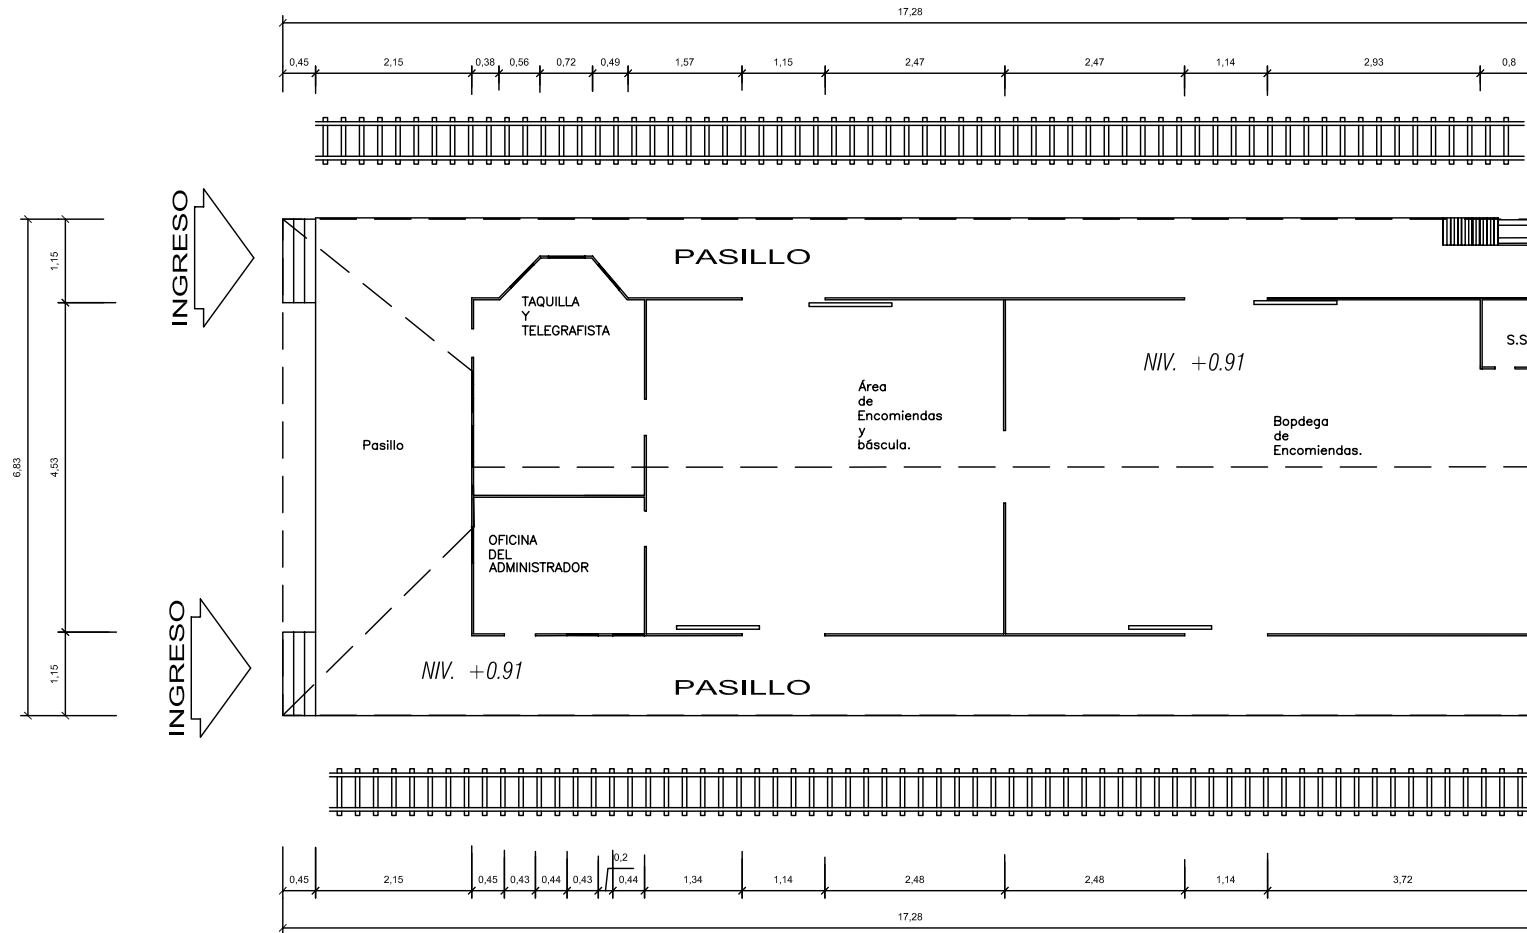 17,28
0,45 2,15 0,38 0,56 0,72 0,49 1,57 1,15 2,47 2,47 1,14 2,93 0,8
INGRESO
PASILLO
1,15
TAQUILLA
Y
TELEGRAFISTA
S.S
NIV. +0.91
Área
de
Encomiendas
y
báscula.
Bopdega
de
Encomiendas.
Pasillo
6,83
4,53
OFICINA
DEL
ADMINISTRADOR
INGRESO
NIV. +0.91
1,15
PASILLO
0,2
0,45 2,15 0,45 0,43 0,44 0,43 0,44 1,34 1,14 2,48 2,48 1,14 3,72
17,28